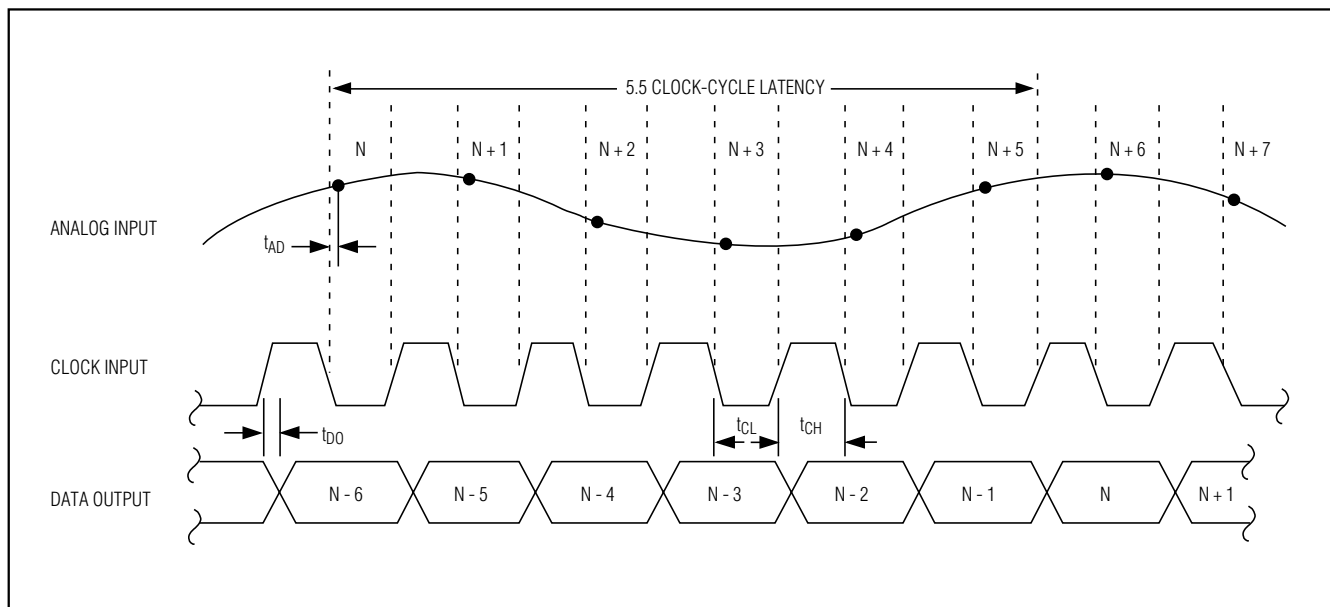 5.5 CLOCK-CYCLE LATENCY
N N + 1 N + 2 N + 3 N + 4 N + 5 N + 6 N + 7
ANALOG INPUT
tAD
CLOCK INPUT
tDO tCL tCH
DATA OUTPUT N - 6 N - 5 N - 4 N - 3 N - 2 N - 1 N N + 1